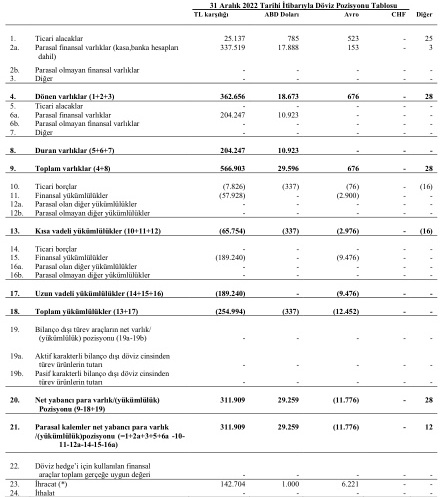 31 Aralık 2022 Tarihi İtibarıyla Döviz Pozisyonu Tablosu
TL karşılığı ABD Doları Avro CHF Diğer
1. Ticari alacaklar 25.137 785 523 - 25
2a. Parasal finansal varlıklar (kasa,banka hesapları 337.519 17.888 153 - 3
dahil)
2b. Parasal olmayan finansal varlıklar - - - - -
3. Diğer - - - - -
4. Dönen varlıklar (1+2+3) 362.656 18.673 676 - 28
5. Ticari alacaklar - - - - -
6a. Parasal finansal varlıklar 204.247 10.923 - - -
6b. Parasal olmayan finansal varlıklar - - - - -
7. Diğer - - - - -
8. Duran varlıklar (5+6+7) 204.247 10.923 - - -
9. Toplam varlıklar (4+8) 566.903 29.596 676 - 28
10. Ticari borçlar (7.826) (337) (76) - (16)
11. Finansal yükümlülükler (57.928) - (2.900) - -
12a. Parasal olan diğer yükümlülükler - - - - -
12b. Parasal olmayan diğer yükümlülükler - - - - -
13. Kısa vadeli yükümlülükler (10+11+12) (65.754) (337) (2.976) - (16)
14. Ticari borçlar - - - - -
15. Finansal yükümlülükler (189.240) - (9.476) - -
16a. Parasal olan diğer yükümlülükler - - - - -
16b. Parasal olmayan diğer yükümlülükler - - - - -
17. Uzun vadeli yükümlülükler (14+15+16) (189.240) - (9.476) - -
18. Toplam yükümlülükler (13+17) (254.994) (337) (12.452) - -
19. Bilanço dışı türev araçların net varlık/
(yükümlülük) pozisyonu (19a-19b) - - - - -
19a. Aktif karakterli bilanço dışı döviz cinsinden
türev ürünlerin tutarı - - - - -
19b. Pasif karakterli bilanço dışı döviz cinsinden
türev ürünlerin tutarı - - - - -
20. Net yabancı para varlık/(yükümlülük) 311.909 29.259 (11.776) - 28
Pozisyonu (9-18+19)
21. Parasal kalemler net yabancı para varlık 311.909 29.259 (11.776) - 12
/(yükümlülük)pozisyonu (=1+2a+3+5+6a -10-
11-12a-14-15-16a)
22. Döviz hedge'i için kullanılan finansal
araçlar toplam gerçeğe uygun değeri - - - - -
23. İhracat (*) 142.704 1.000 6.221 - -
24. İthalat - - - - -